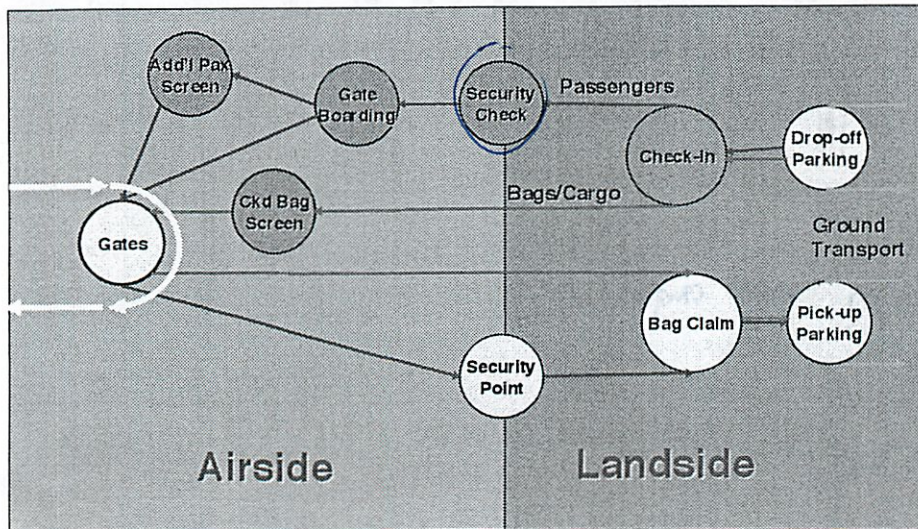 Add'l Pax
Screen
Gate
Boarding
Security
Check
Passengers
Check-In
Drop-off
Parking
Ckd Bag
Screen
Bags/Cargo
Gates
Ground
Transport
Bag Claim
Pick-up
Parking
Security
Point
Airside
Landside